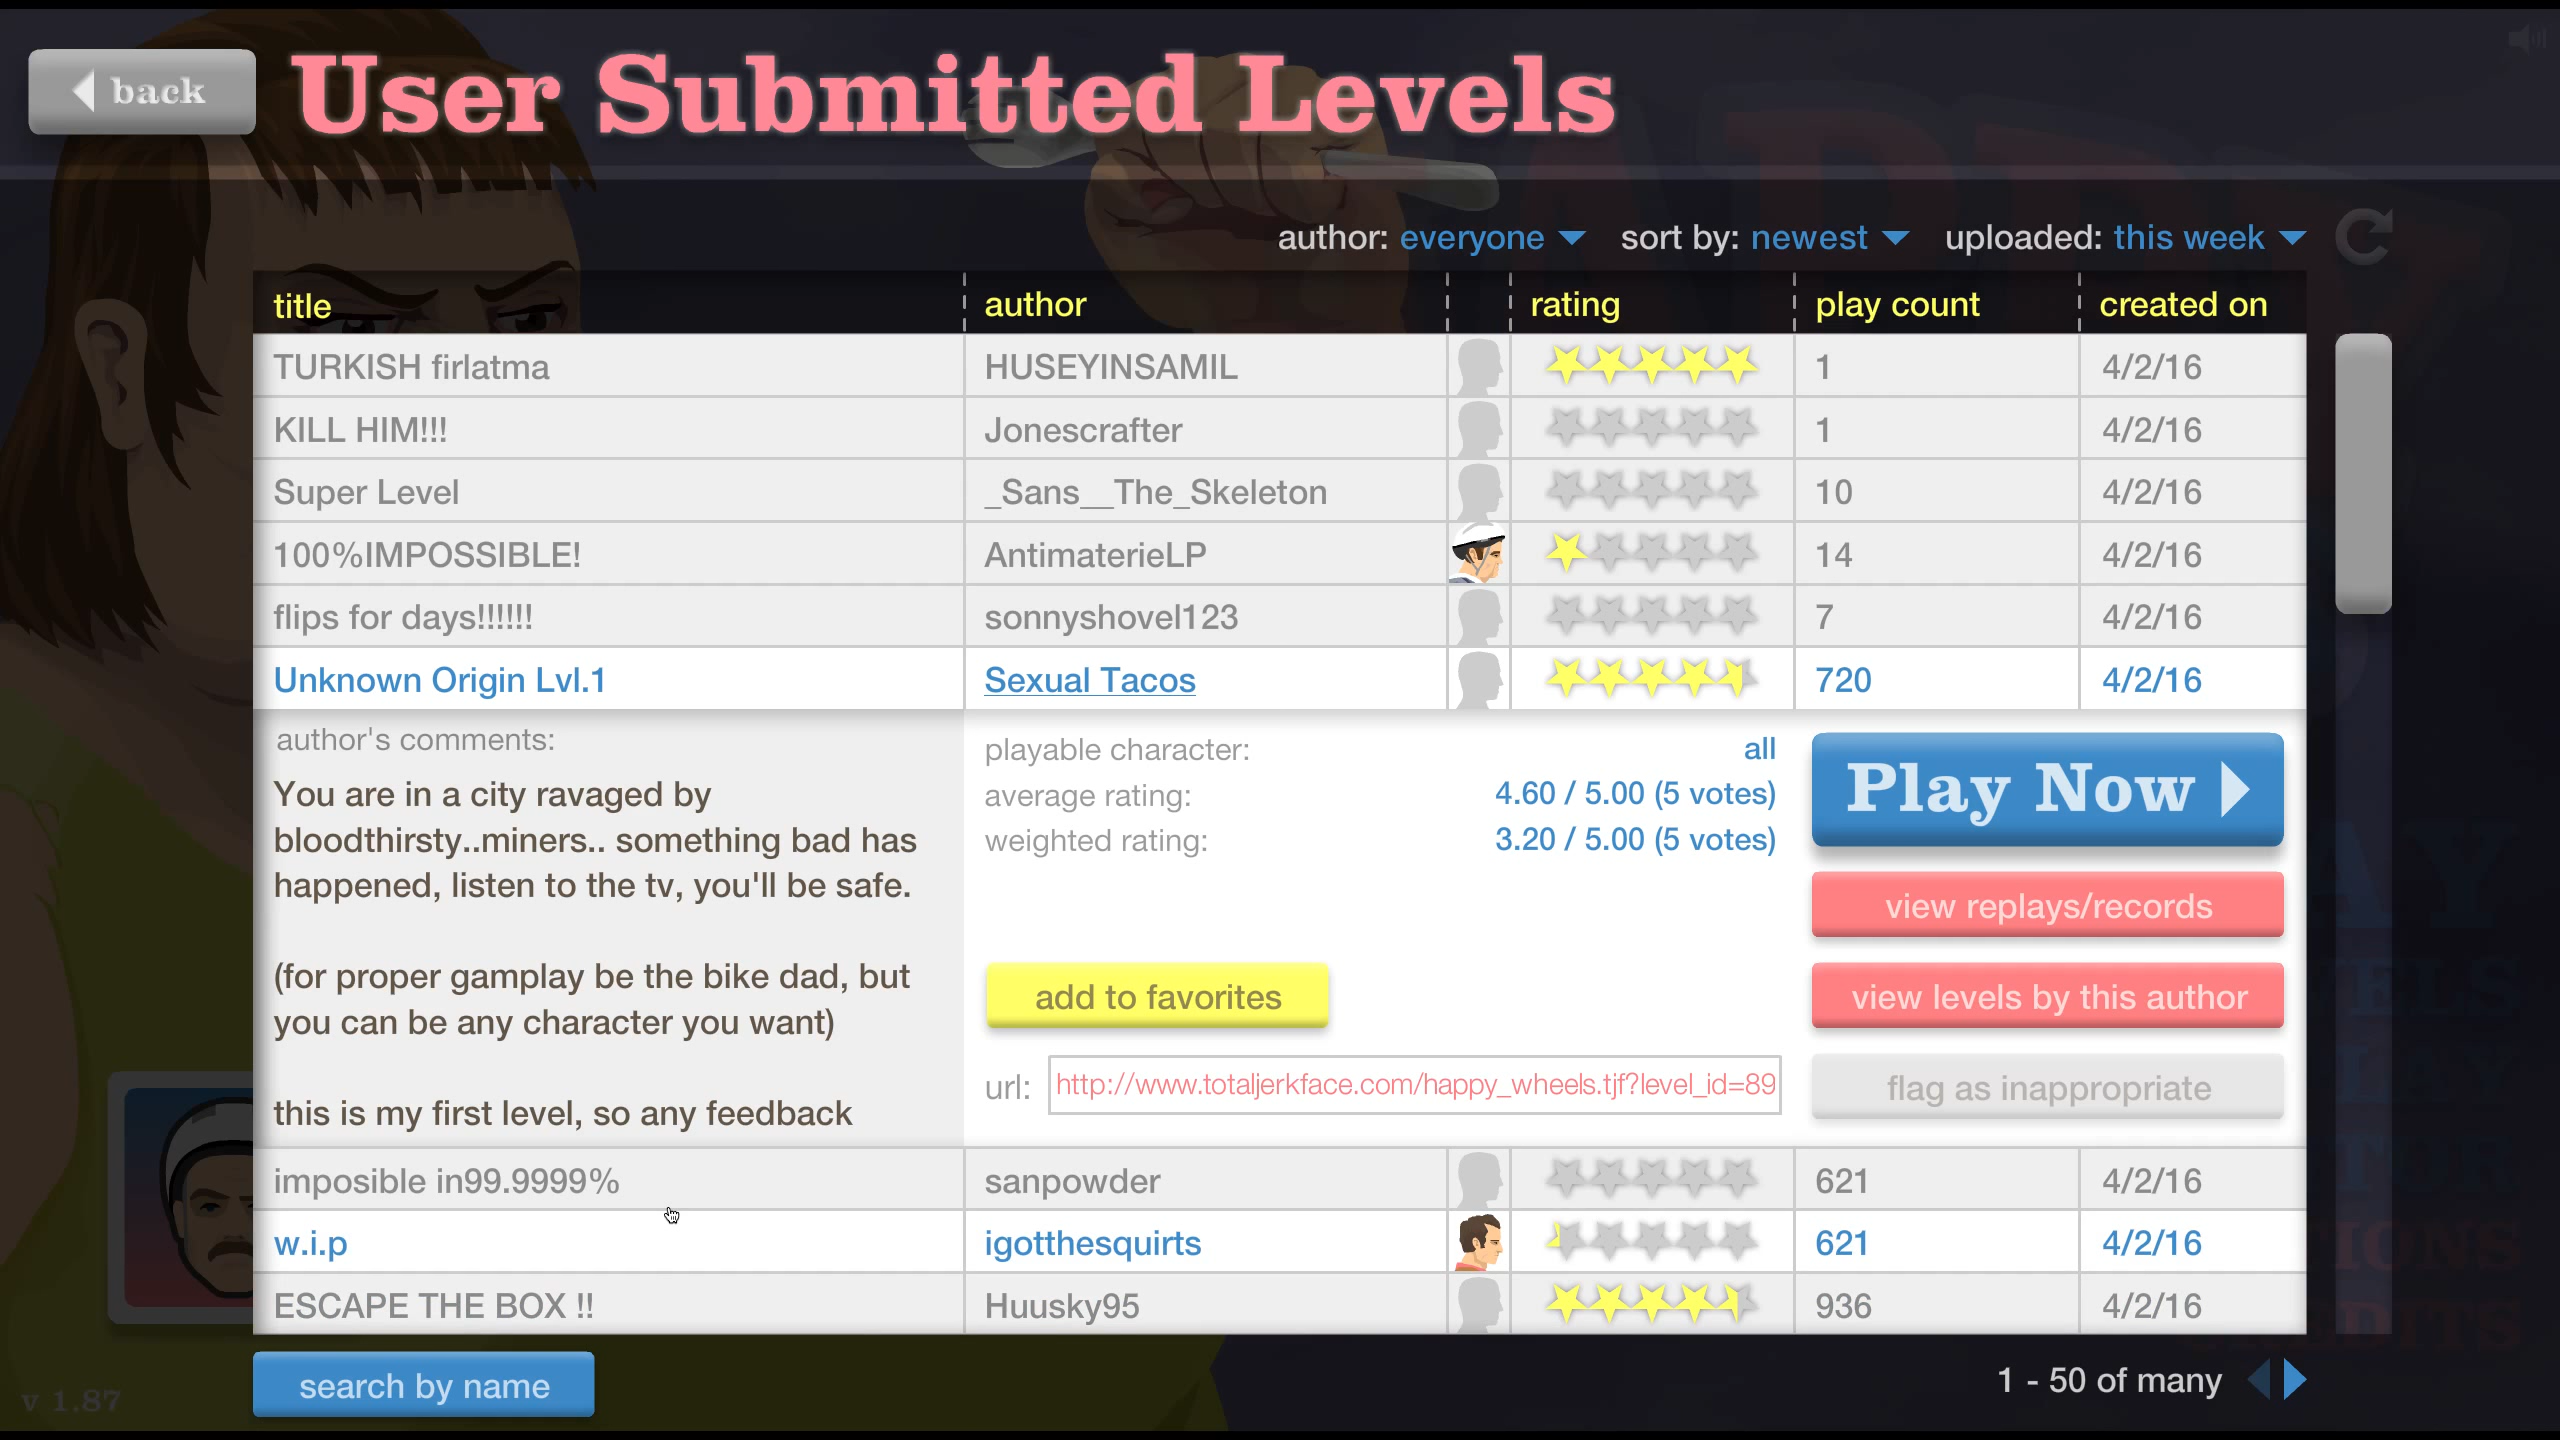 back
User Submitted Levels
author: everyone sort by: newest uploaded: this week
title author rating play count created on
TURKISH firlatma HUSEYINSAMIL 1 4/2/16
KILL HIM!!! Jonescrafter 1 4/2/16
Super Level _Sans__The_Skeleton 10 4/2/16
100%IMPOSSIBLE! AntimaterieLP 14 4/2/16
flips for days!!!!!! sonnyshovel123 7 4/2/16
Unknown Origin Lvl.1 Sexual Tacos 720 4/2/16
author's comments:
You are in a city ravaged by
bloodthirsty..miners.. something bad has
happened, listen to the tv, you'll be safe.
(for proper gamplay be the bike dad, but
you can be any character you want)
this is my first level, so any feedback
playable character: all
average rating: 4.60 / 5.00 (5 votes)
weighted rating: 3.20 / 5.00 (5 votes)
add to favorites
url: http://www.totaljerkface.com/happy_wheels.tjf?level_id=89
Play Now
view replays/records
view levels by this author
flag as inappropriate
imposible in99.9999% sanpowder 621 4/2/16
w.i.p igotthesquirts 621 4/2/16
ESCAPE THE BOX !! Huusky95 936 4/2/16
search by name
1 - 50 of many
v 1.87